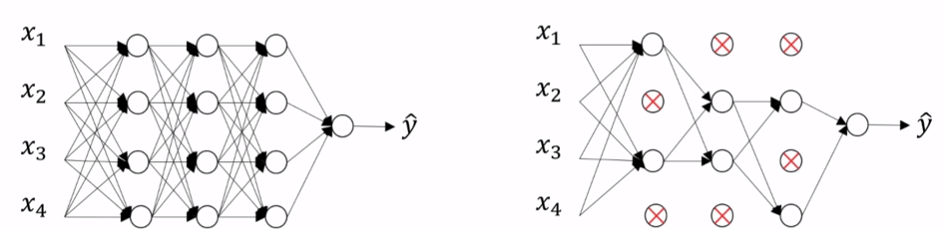 x₁ x₁
x₂ x₂
x₃ x₃
x₄ x₄
ŷ ŷ